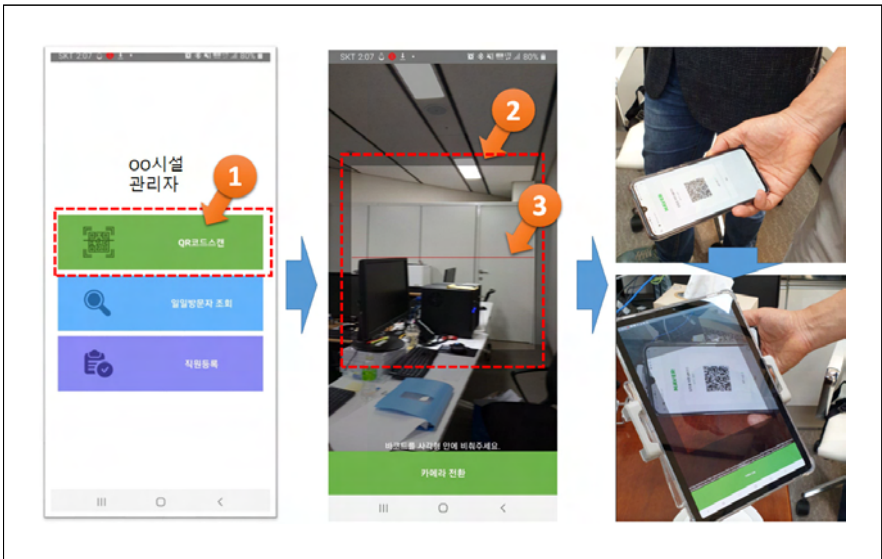 SKT 2:07
80%
oo시설
관리자
1
QR코드스캔
일일방문자 조회
직원등록
SKT 2:07
80%
2
3
바코드를 사각형 안에 비춰주세요.
카메라 전환
NAVER
NAVER